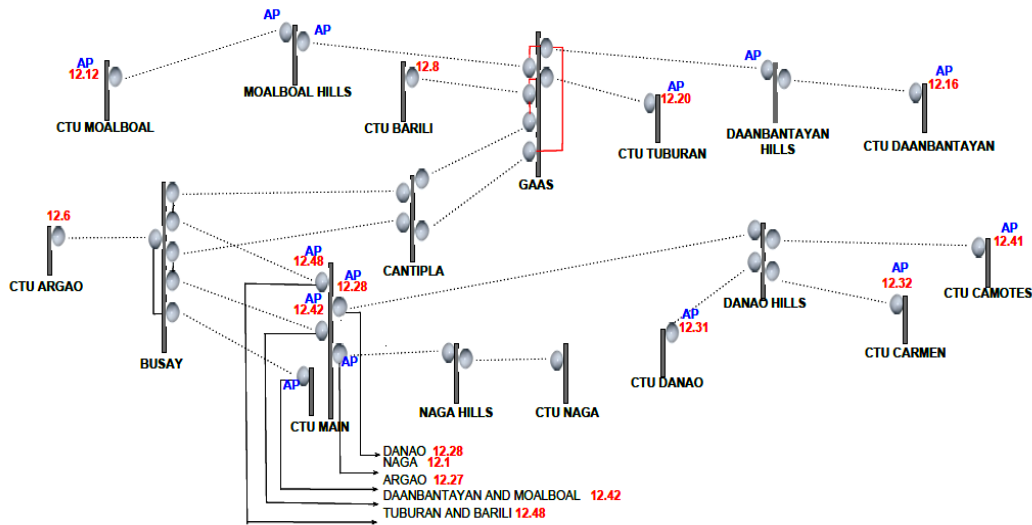 AP
AP
AP
12.12
12.8
AP
AP
12.20
AP
12.16
MOALBOAL HILLS
CTU MOALBOAL
CTU BARILI
CTU TUBURAN
DAANBANTAYAN
HILLS
CTU DAANBANTAYAN
GAAS
12.6
CTU ARGAO
CANTIPLA
AP
12.48
AP
12.28
AP
12.42
AP
12.41
AP
12.32
CTU CAMOTES
DANAO HILLS
AP
12.31
CTU CARMEN
BUSAY
AP
AP
CTU DANAO
NAGA HILLS
CTU NAGA
CTU MAIN
DANAO 12.28
NAGA 12.1
ARGAO 12.27
DAANBANTAYAN AND MOALBOAL 12.42
TUBURAN AND BARILI 12.48